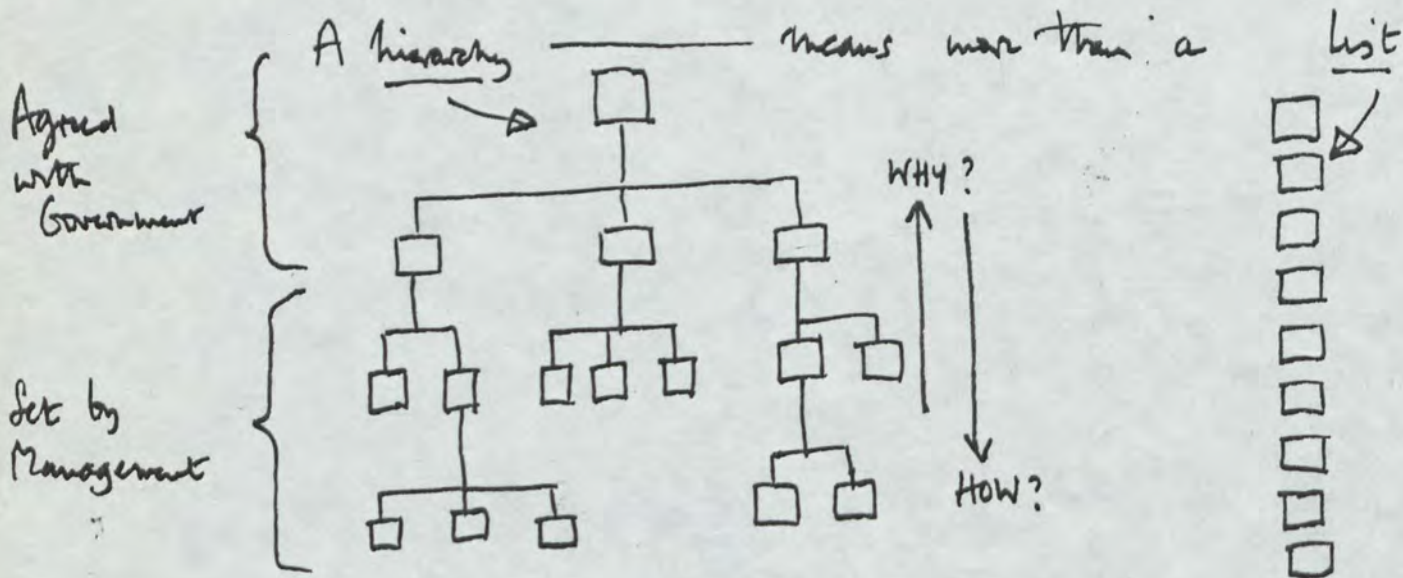 A hierarchy means more than a List
Agreed
with
Government
WHY?
Set by
Management
HOW?